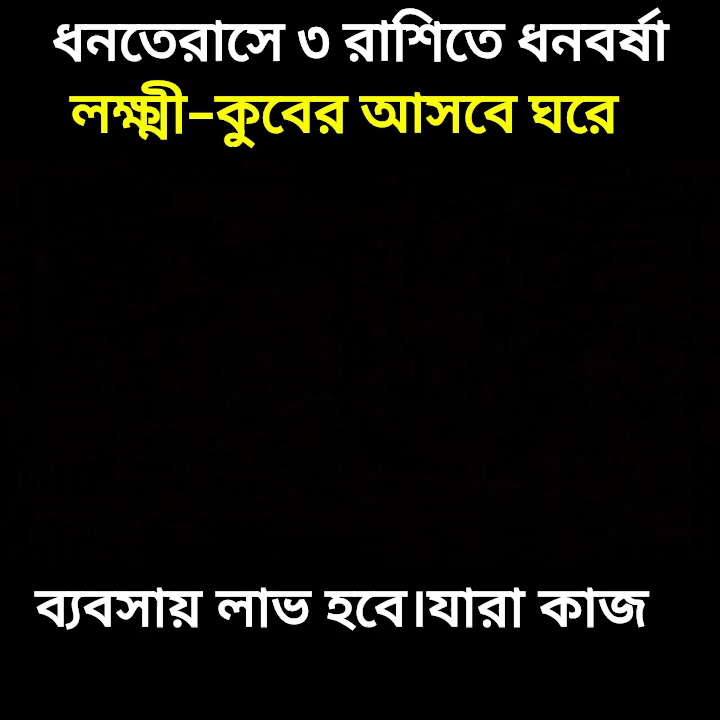 ধনতেরাসে ৩ রাশিতে ধনবর্ষা
লক্ষ্মী-কুবের আসবে ঘরে
ব্যবসায় লাভ হবে।যারা কাজ